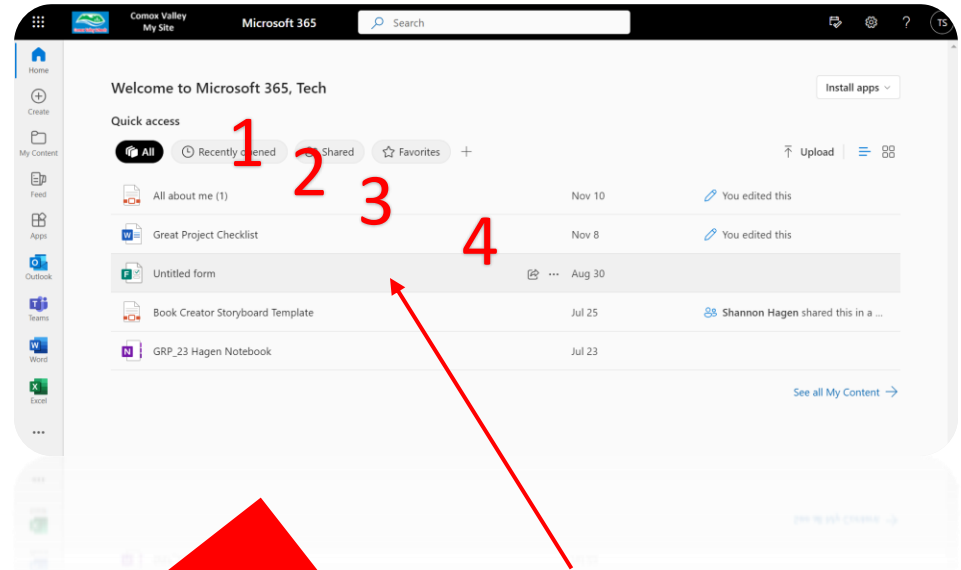 Comox Valley
My Site
Microsoft 365
Search
?
TS
Home
Create
My Content
Feed
Apps
Outlook
Teams
Word
Excel
Welcome to Microsoft 365, Tech
Install apps
Quick access
1
2
3
4
All
Recently opened
Shared
Favorites
Upload
All about me (1)
Nov 10
You edited this
Great Project Checklist
Nov 8
You edited this
Untitled form
Aug 30
Book Creator Storyboard Template
Jul 25
Shannon Hagen shared this in a ...
GRP_23 Hagen Notebook
Jul 23
See all My Content